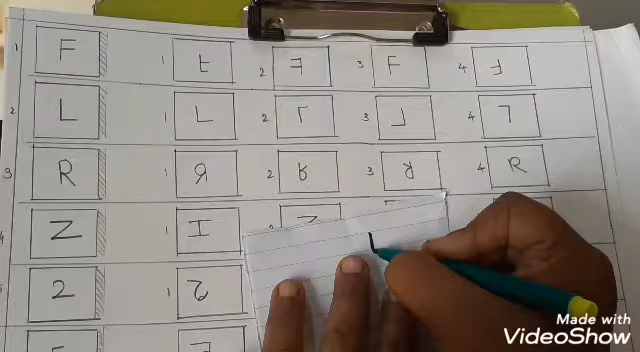 1 F 1 F 2 F 3 F 4 F
2 L 1 L 2 L 3 L 4 L
3 R 1 R 2 R 3 R 4 R
4 Z 1 I Z
2 1 2
Made with
VideoShow